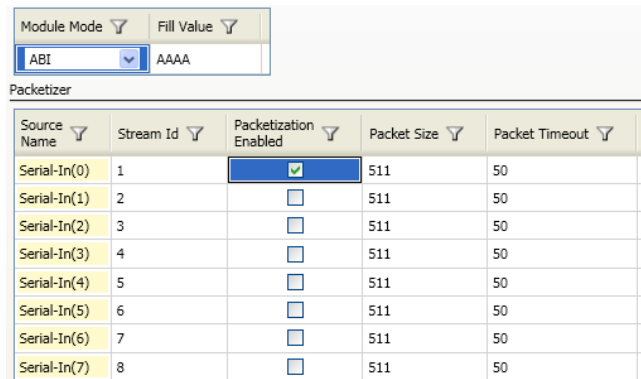 Module Mode Fill Value
ABI AAAA
Packetizer
Source Name Stream Id Packetization Enabled Packet Size Packet Timeout
Serial-In(0) 1 511 50
Serial-In(1) 2 511 50
Serial-In(2) 3 511 50
Serial-In(3) 4 511 50
Serial-In(4) 5 511 50
Serial-In(5) 6 511 50
Serial-In(6) 7 511 50
Serial-In(7) 8 511 50